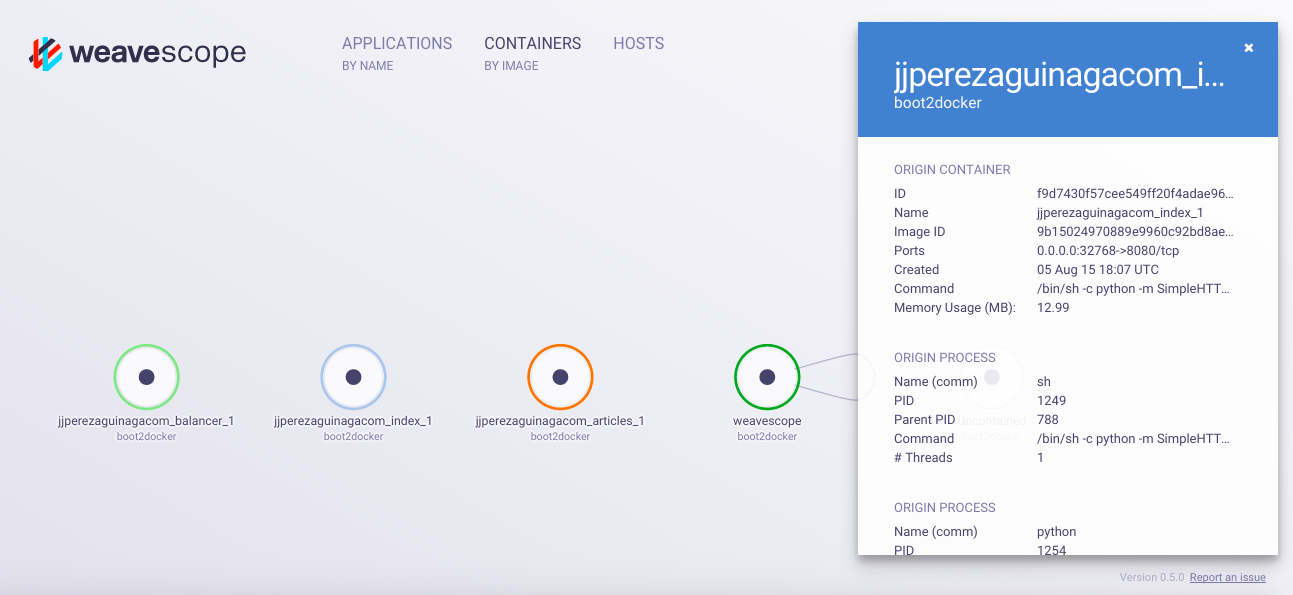 weavescope
APPLICATIONS CONTAINERS HOSTS
BY NAME BY IMAGE
jjperezaguinagacom_balancer_1
boot2docker
jjperezaguinagacom_index_1
boot2docker
jjperezaguinagacom_articles_1
boot2docker
weavescope
boot2docker
Uncontained
boot2docker
jjperezaguinagacom_i...
boot2docker
ORIGIN CONTAINER
ID f9d7430f57cee549ff20f4adae96...
Name jjperezaguinagacom_index_1
Image ID 9b15024970889e9960c92bd8ae...
Ports 0.0.0.0:32768->8080/tcp
Created 05 Aug 15 18:07 UTC
Command /bin/sh -c python -m SimpleHTT...
Memory Usage (MB): 12.99
ORIGIN PROCESS
Name (comm) sh
PID 1249
Parent PID 788
Command /bin/sh -c python -m SimpleHTT...
# Threads 1
ORIGIN PROCESS
Name (comm) python
PID 1254
Version 0.5.0 Report an issue